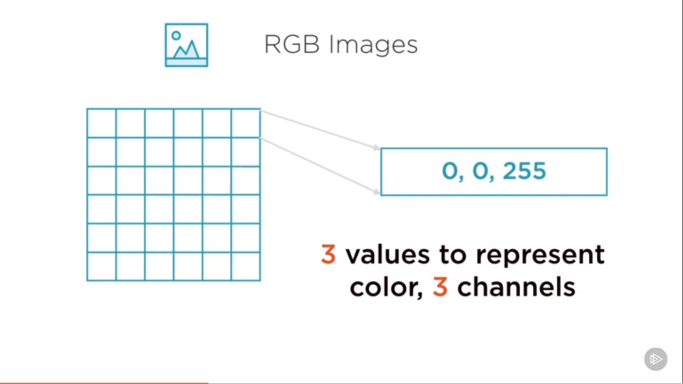 RGB Images
0, 0, 255
3 values to represent
color, 3 channels